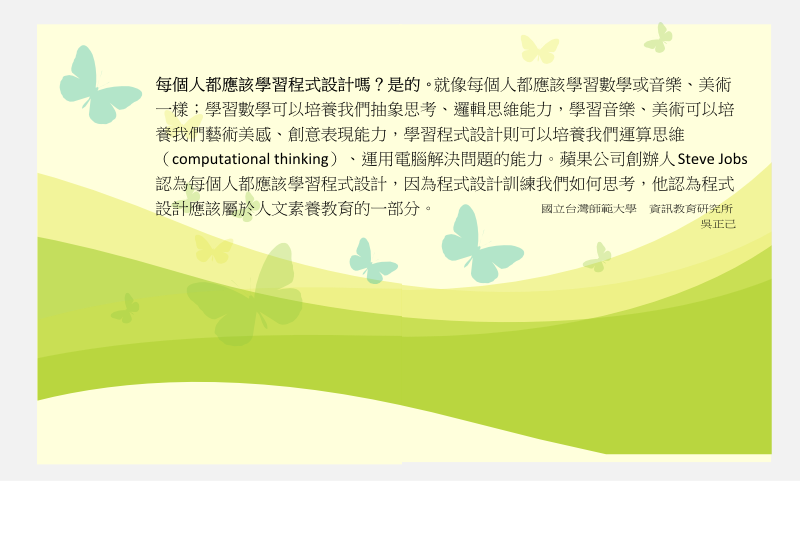 每個人都應該學習程式設計嗎？是的。就像每個人都應該學習數學或音樂、美術
一樣；學習數學可以培養我們抽象思考、邏輯思維能力，學習音樂、美術可以培
養我們藝術美感、創意表現能力，學習程式設計則可以培養我們運算思維
（computational thinking）、運用電腦解決問題的能力。蘋果公司創辦人Steve Jobs
認為每個人都應該學習程式設計，因為程式設計訓練我們如何思考，他認為程式
設計應該屬於人文素養教育的一部分。
國立台灣師範大學　資訊教育研究所
吳正己